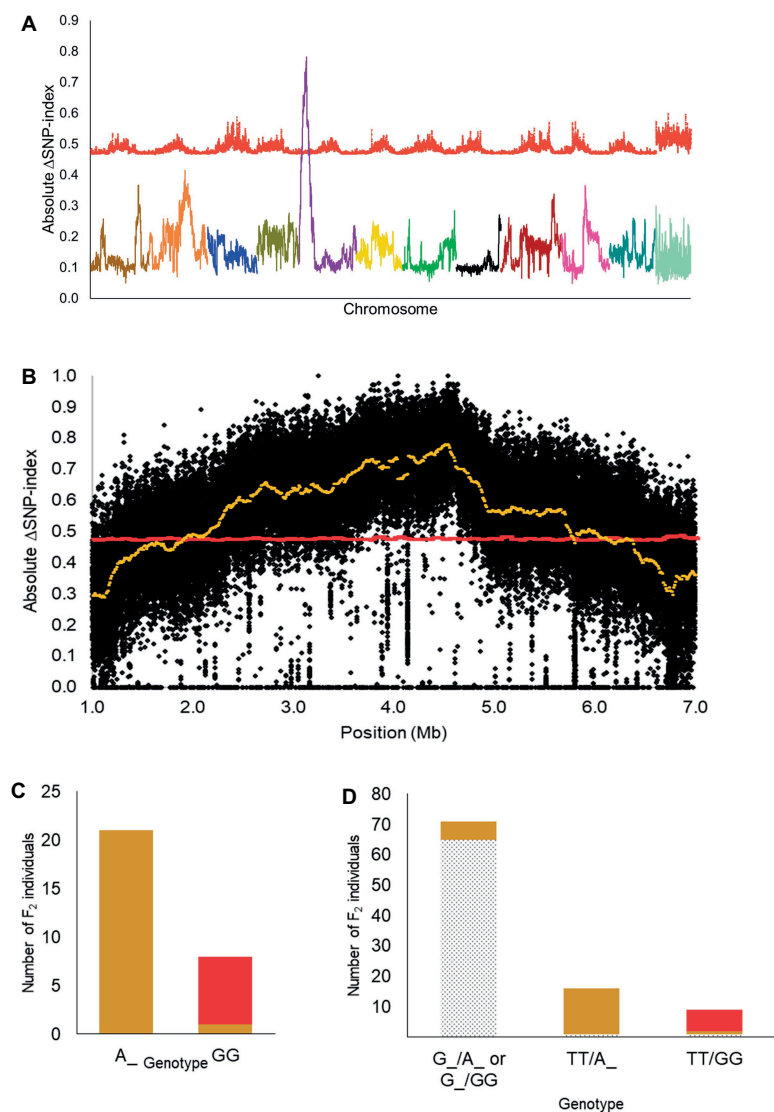 A
Absolute ΔSNP-index
0.9
0.8
0.7
0.6
0.5
0.4
0.3
0.2
0.1
0.0
Chromosome
B
Absolute ΔSNP-index
1.0
0.9
0.8
0.7
0.6
0.5
0.4
0.3
0.2
0.1
0.0
1.0 2.0 3.0 4.0 5.0 6.0 7.0
Position (Mb)
C
Number of F₂ individuals
25
20
15
10
5
0
A_ Genotype GG
D
Number of F₂ individuals
80
70
60
50
40
30
20
10
G_/A_ or TT/A_ TT/GG
G_/GG
Genotype